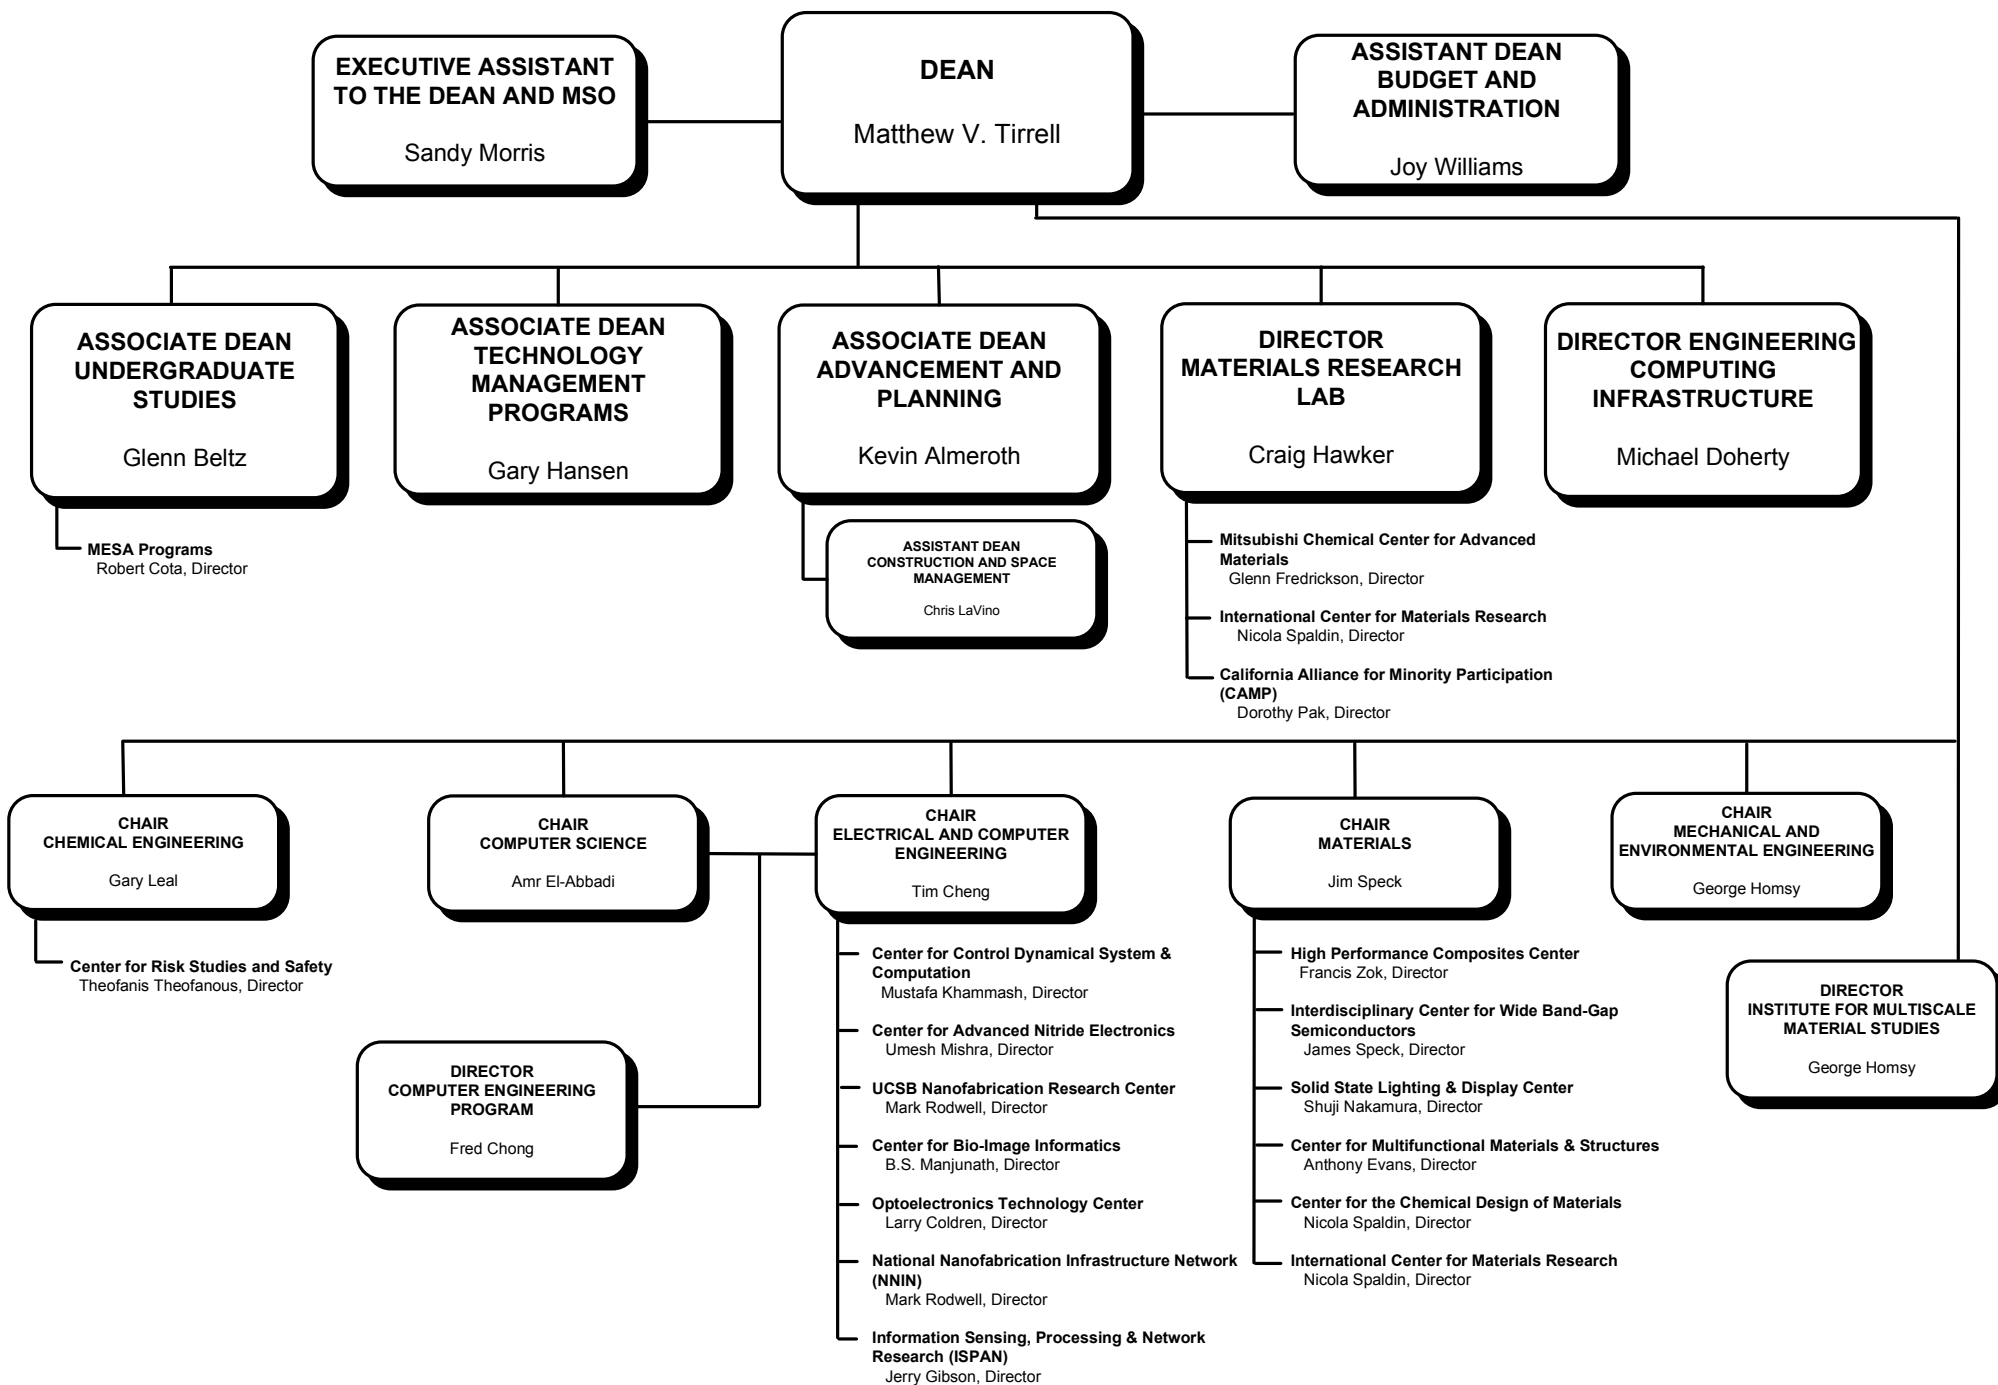 EXECUTIVE ASSISTANT
TO THE DEAN AND MSO
Sandy Morris
DEAN
Matthew V. Tirrell
ASSISTANT DEAN
BUDGET AND
ADMINISTRATION
Joy Williams
ASSOCIATE DEAN
UNDERGRADUATE
STUDIES
Glenn Beltz
MESA Programs
Robert Cota, Director
ASSOCIATE DEAN
TECHNOLOGY
MANAGEMENT
PROGRAMS
Gary Hansen
ASSOCIATE DEAN
ADVANCEMENT AND
PLANNING
Kevin Almeroth
ASSISTANT DEAN
CONSTRUCTION AND SPACE
MANAGEMENT
Chris LaVino
DIRECTOR
MATERIALS RESEARCH
LAB
Craig Hawker
Mitsubishi Chemical Center for Advanced
Materials
Glenn Fredrickson, Director
International Center for Materials Research
Nicola Spaldin, Director
California Alliance for Minority Participation
(CAMP)
Dorothy Pak, Director
DIRECTOR ENGINEERING
COMPUTING
INFRASTRUCTURE
Michael Doherty
CHAIR
CHEMICAL ENGINEERING
Gary Leal
Center for Risk Studies and Safety
Theofanis Theofanous, Director
CHAIR
COMPUTER SCIENCE
Amr El-Abbadi
DIRECTOR
COMPUTER ENGINEERING
PROGRAM
Fred Chong
CHAIR
ELECTRICAL AND COMPUTER
ENGINEERING
Tim Cheng
Center for Control Dynamical System &
Computation
Mustafa Khammash, Director
Center for Advanced Nitride Electronics
Umesh Mishra, Director
UCSB Nanofabrication Research Center
Mark Rodwell, Director
Center for Bio-Image Informatics
B.S. Manjunath, Director
Optoelectronics Technology Center
Larry Coldren, Director
National Nanofabrication Infrastructure Network
(NNIN)
Mark Rodwell, Director
Information Sensing, Processing & Network
Research (ISPAN)
Jerry Gibson, Director
CHAIR
MATERIALS
Jim Speck
High Performance Composites Center
Francis Zok, Director
Interdisciplinary Center for Wide Band-Gap
Semiconductors
James Speck, Director
Solid State Lighting & Display Center
Shuji Nakamura, Director
Center for Multifunctional Materials & Structures
Anthony Evans, Director
Center for the Chemical Design of Materials
Nicola Spaldin, Director
International Center for Materials Research
Nicola Spaldin, Director
CHAIR
MECHANICAL AND
ENVIRONMENTAL ENGINEERING
George Homsy
DIRECTOR
INSTITUTE FOR MULTISCALE
MATERIAL STUDIES
George Homsy